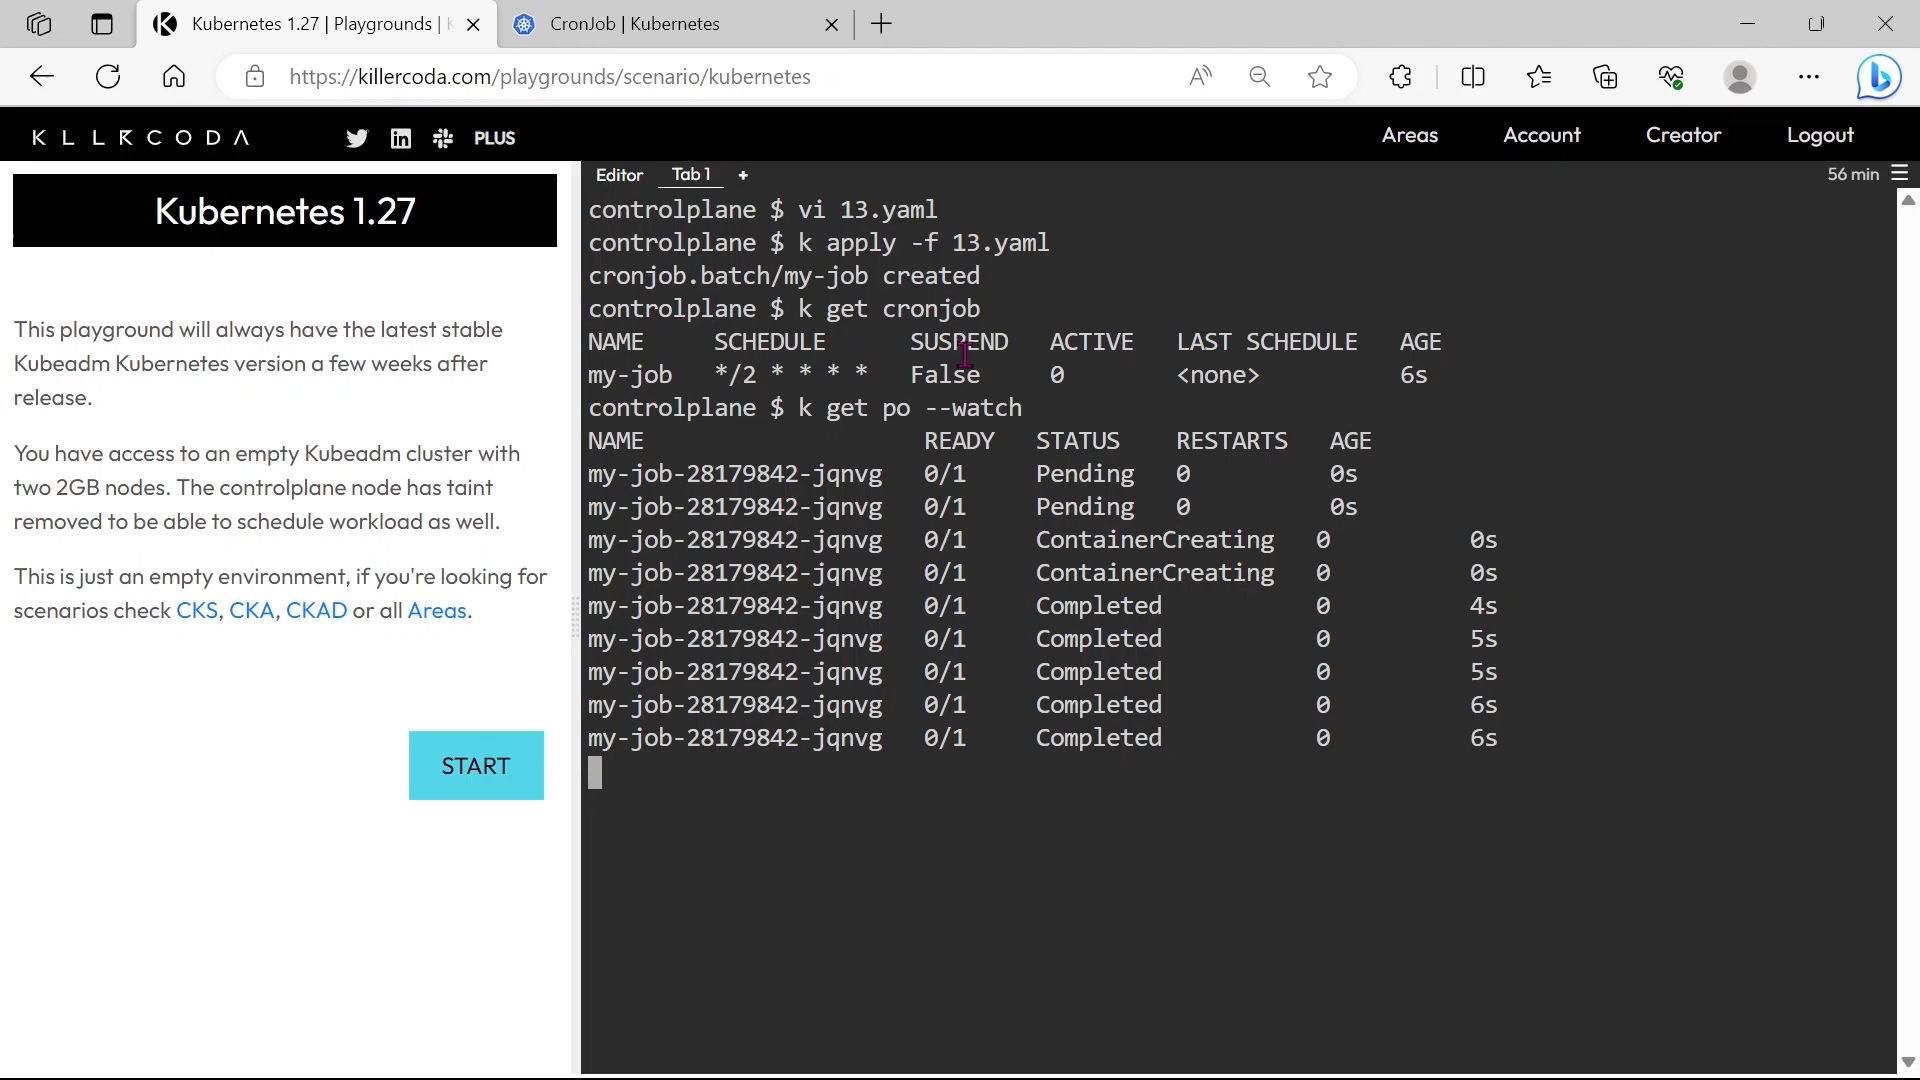 Kubernetes 1.27 | Playgrounds | K
CronJob | Kubernetes
https://killercoda.com/playgrounds/scenario/kubernetes
KLLRCODA
PLUS
Areas
Account
Creator
Logout
Kubernetes 1.27
This playground will always have the latest stable
Kubeadm Kubernetes version a few weeks after
release.
You have access to an empty Kubeadm cluster with
two 2GB nodes. The controlplane node has taint
removed to be able to schedule workload as well.
This is just an empty environment, if you're looking for
scenarios check CKS, CKA, CKAD or all Areas.
START
Editor
Tab 1
+
56 min
controlplane $ vi 13.yaml
controlplane $ k apply -f 13.yaml
cronjob.batch/my-job created
controlplane $ k get cronjob
NAME SCHEDULE SUSPEND ACTIVE LAST SCHEDULE AGE
my-job */2 * * * * False 0 <none> 6s
controlplane $ k get po --watch
NAME READY STATUS RESTARTS AGE
my-job-28179842-jqnvg 0/1 Pending 0 0s
my-job-28179842-jqnvg 0/1 Pending 0 0s
my-job-28179842-jqnvg 0/1 ContainerCreating 0 0s
my-job-28179842-jqnvg 0/1 ContainerCreating 0 0s
my-job-28179842-jqnvg 0/1 Completed 0 4s
my-job-28179842-jqnvg 0/1 Completed 0 5s
my-job-28179842-jqnvg 0/1 Completed 0 5s
my-job-28179842-jqnvg 0/1 Completed 0 6s
my-job-28179842-jqnvg 0/1 Completed 0 6s